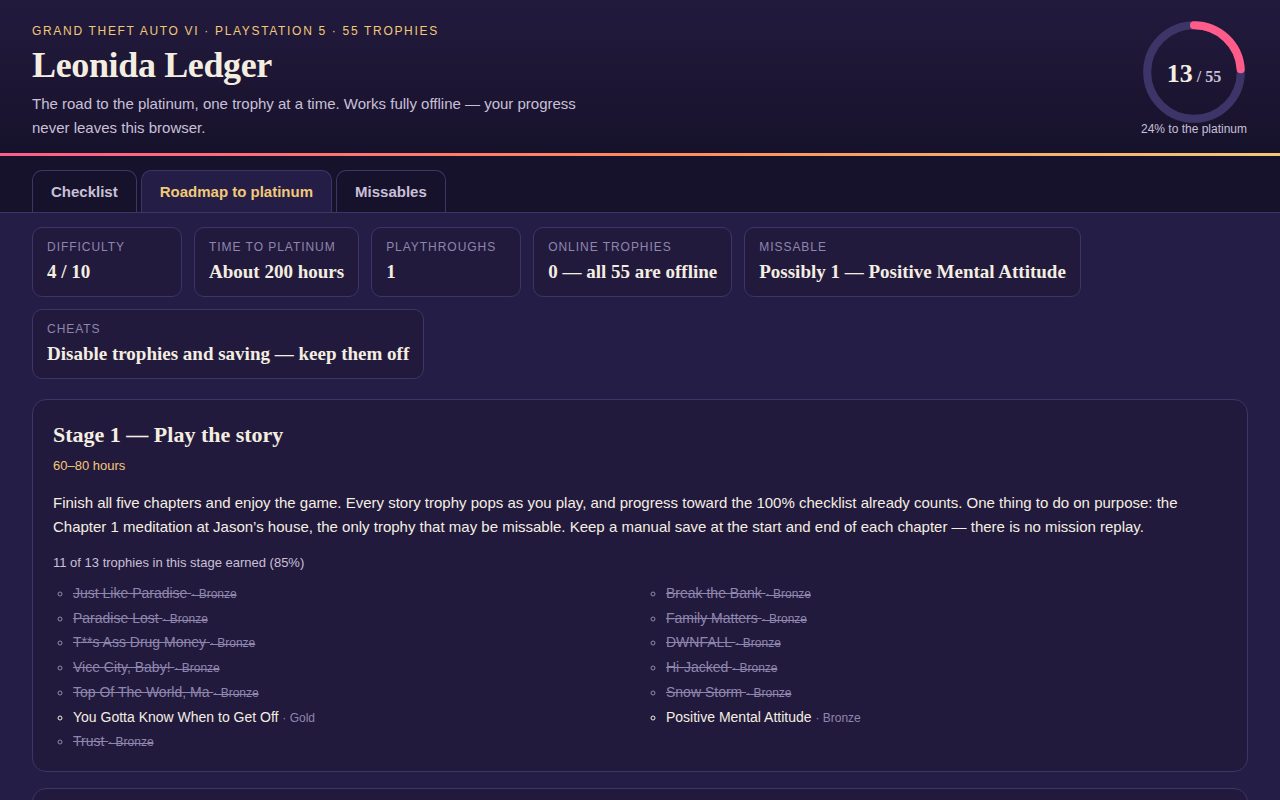 GRAND THEFT AUTO VI · PLAYSTATION 5 · 55 TROPHIES
Leonida Ledger
The road to the platinum, one trophy at a time. Works fully offline — your progress
never leaves this browser.
13 / 55
24% to the platinum
Checklist
Roadmap to platinum
Missables
DIFFICULTY
4 / 10
TIME TO PLATINUM
About 200 hours
PLAYTHROUGHS
1
ONLINE TROPHIES
0 — all 55 are offline
MISSABLE
Possibly 1 — Positive Mental Attitude
CHEATS
Disable trophies and saving — keep them off
Stage 1 — Play the story
60–80 hours
Finish all five chapters and enjoy the game. Every story trophy pops as you play, and progress toward the 100% checklist already counts. One thing to do on purpose: the
Chapter 1 meditation at Jason's house, the only trophy that may be missable. Keep a manual save at the start and end of each chapter — there is no mission replay.
11 of 13 trophies in this stage earned (85%)
Just Like Paradise · Bronze
Break the Bank · Bronze
Paradise Lost · Bronze
Family Matters · Bronze
T**s Ass Drug Money · Bronze
DWNFALL · Bronze
Vice City, Baby! · Bronze
Hi-Jacked · Bronze
Top Of The World, Ma · Bronze
Snow Storm · Bronze
You Gotta Know When to Get Off · Gold
Positive Mental Attitude · Bronze
Trust · Bronze